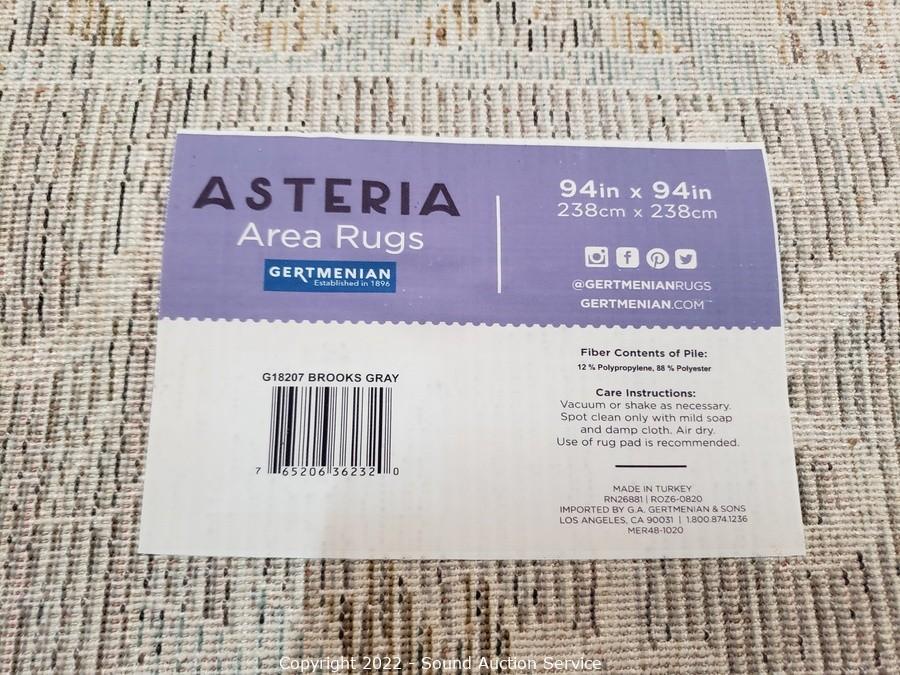 ASTERIA
Area Rugs
GERTMENIAN
Established in 1896
94in x 94in
238cm x 238cm
@GERTMENIANRUGS
GERTMENIAN.COM™
G18207 BROOKS GRAY
7 65206 36232 0
Fiber Contents of Pile:
12 % Polypropylene, 88 % Polyester
Care Instructions:
Vacuum or shake as necessary.
Spot clean only with mild soap
and damp cloth. Air dry.
Use of rug pad is recommended.
MADE IN TURKEY
RN26881 | ROZ6-0820
IMPORTED BY G.A. GERTMENIAN & SONS
LOS ANGELES, CA 90031 | 1.800.874.1236
MER48-1020
Copyright 2022 - Sound Auction Service